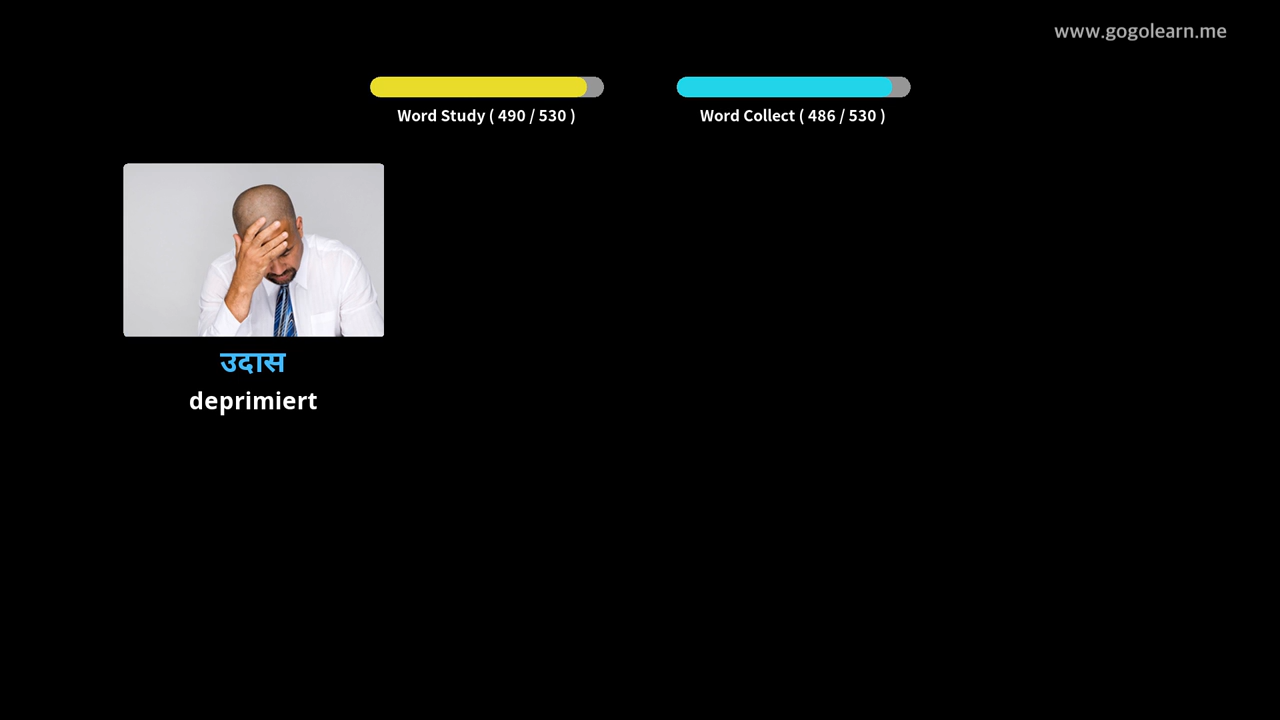 www.gogolearn.me
Word Study ( 490 / 530 )
Word Collect ( 486 / 530 )
उदास
deprimiert